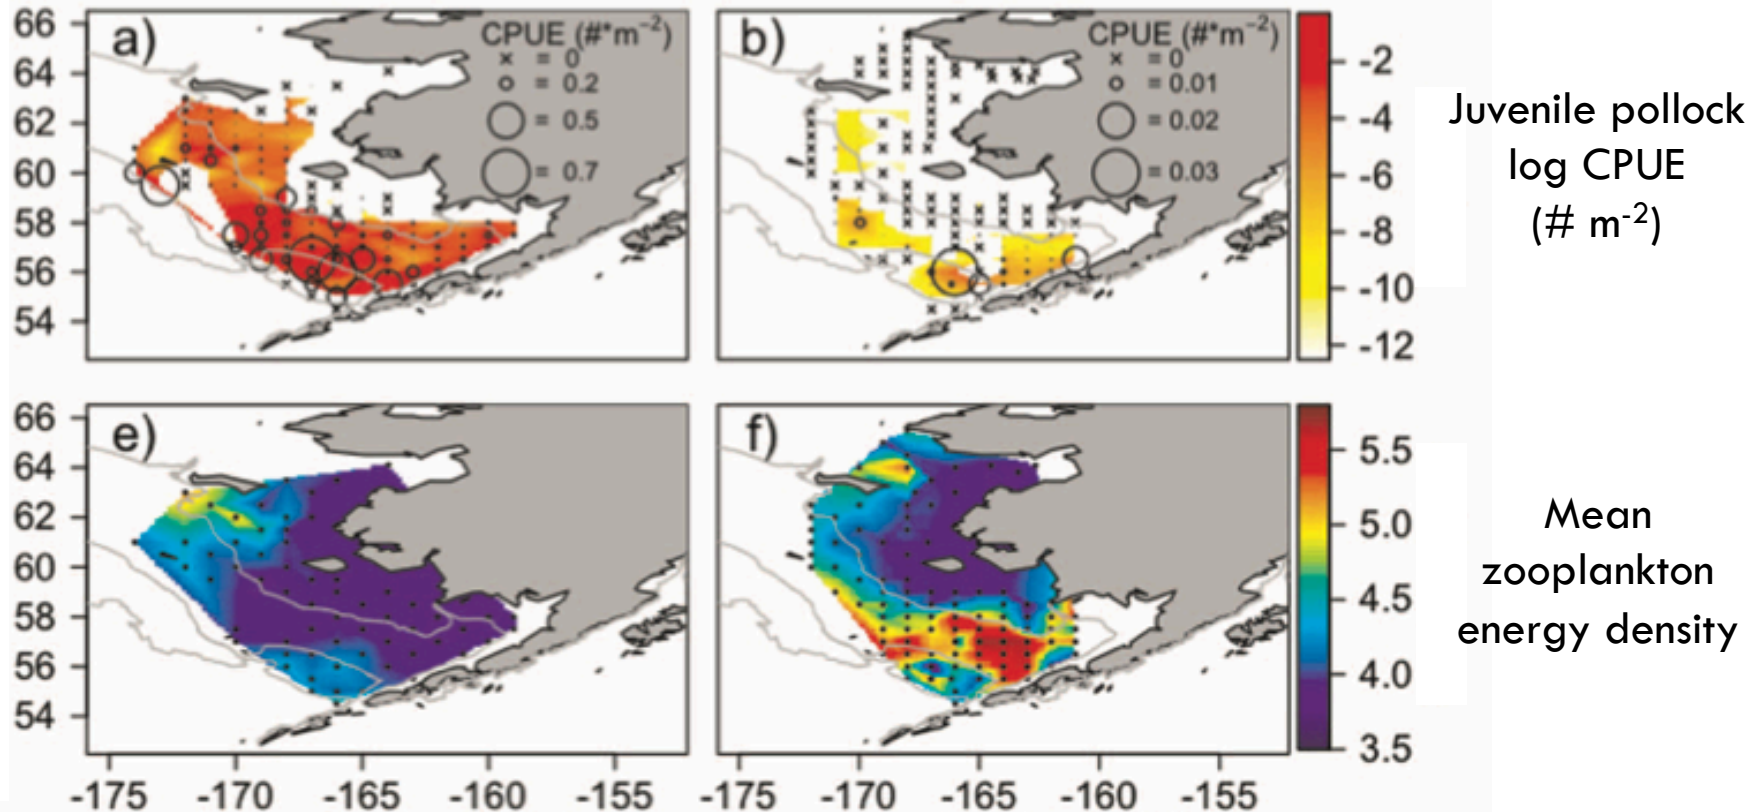 a)
CPUE (#*m⁻²)
× = 0
o = 0.2
= 0.5
= 0.7
66
64
62
60
58
56
54
b)
CPUE (#*m⁻²)
× = 0
o = 0.01
= 0.02
= 0.03
-2
-4
-6
-8
-10
-12
Juvenile pollock
log CPUE
(# m-2)
e)
66
64
62
60
58
56
54
-175 -170 -165 -160 -155
f)
-175 -170 -165 -160 -155
5.5
5.0
4.5
4.0
3.5
Mean
zooplankton
energy density